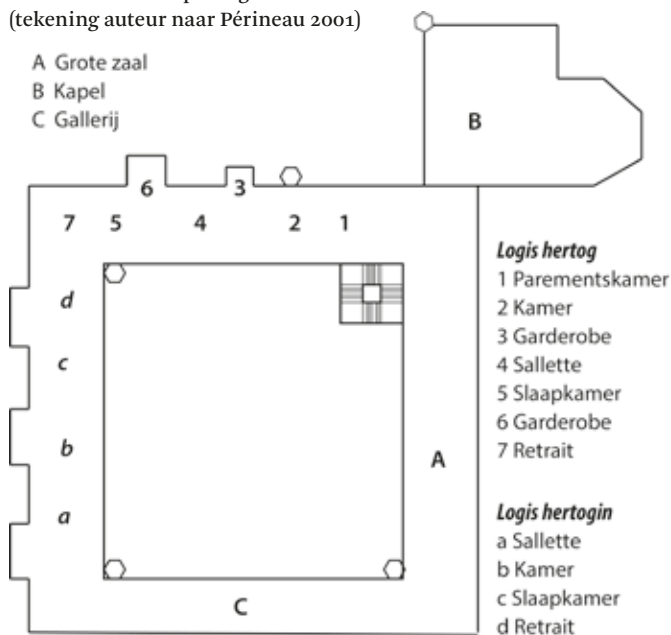 (tekening auteur naar Périneau 2001)
A Grote zaal
B Kapel
C Gallerij
B
6
3
7
5
4
2
1
d
c
b
a
A
C
Logis hertog
1 Parementskamer
2 Kamer
3 Garderobe
4 Sallette
5 Slaapkamer
6 Garderobe
7 Retrait
Logis hertogin
a Sallette
b Kamer
c Slaapkamer
d Retrait